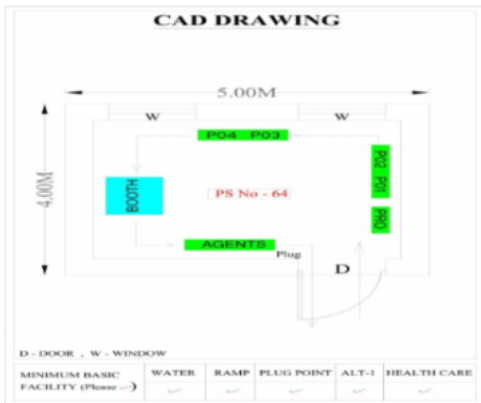 CAD DRAWING
5.00M
W W
PO4 PO3
4.00M
BOOTH
PS No - 64
PO2 PO1
PRO
AGENTS
Plug
D
D - DOOR , W - WINDOW
MINIMUM BASIC FACILITY (Please ✓) WATER RAMP PLUG POINT ALT-1 HEALTH CARE
✓ ✓ ✓ ✓ ✓